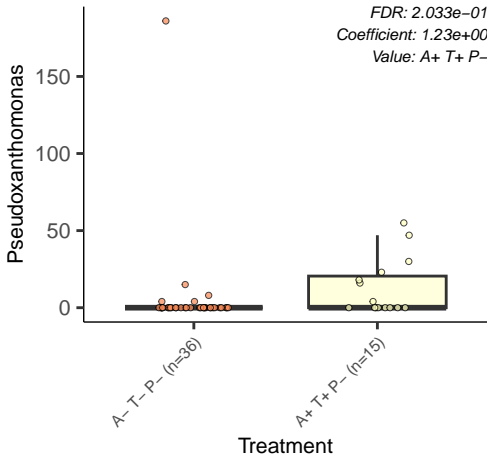 FDR: 2.033e−01
Coefficient: 1.23e+00
Value: A+ T+ P−
Pseudoxanthomonas
150
100
50
0
A− T− P− (n=36)
A+ T+ P− (n=15)
Treatment